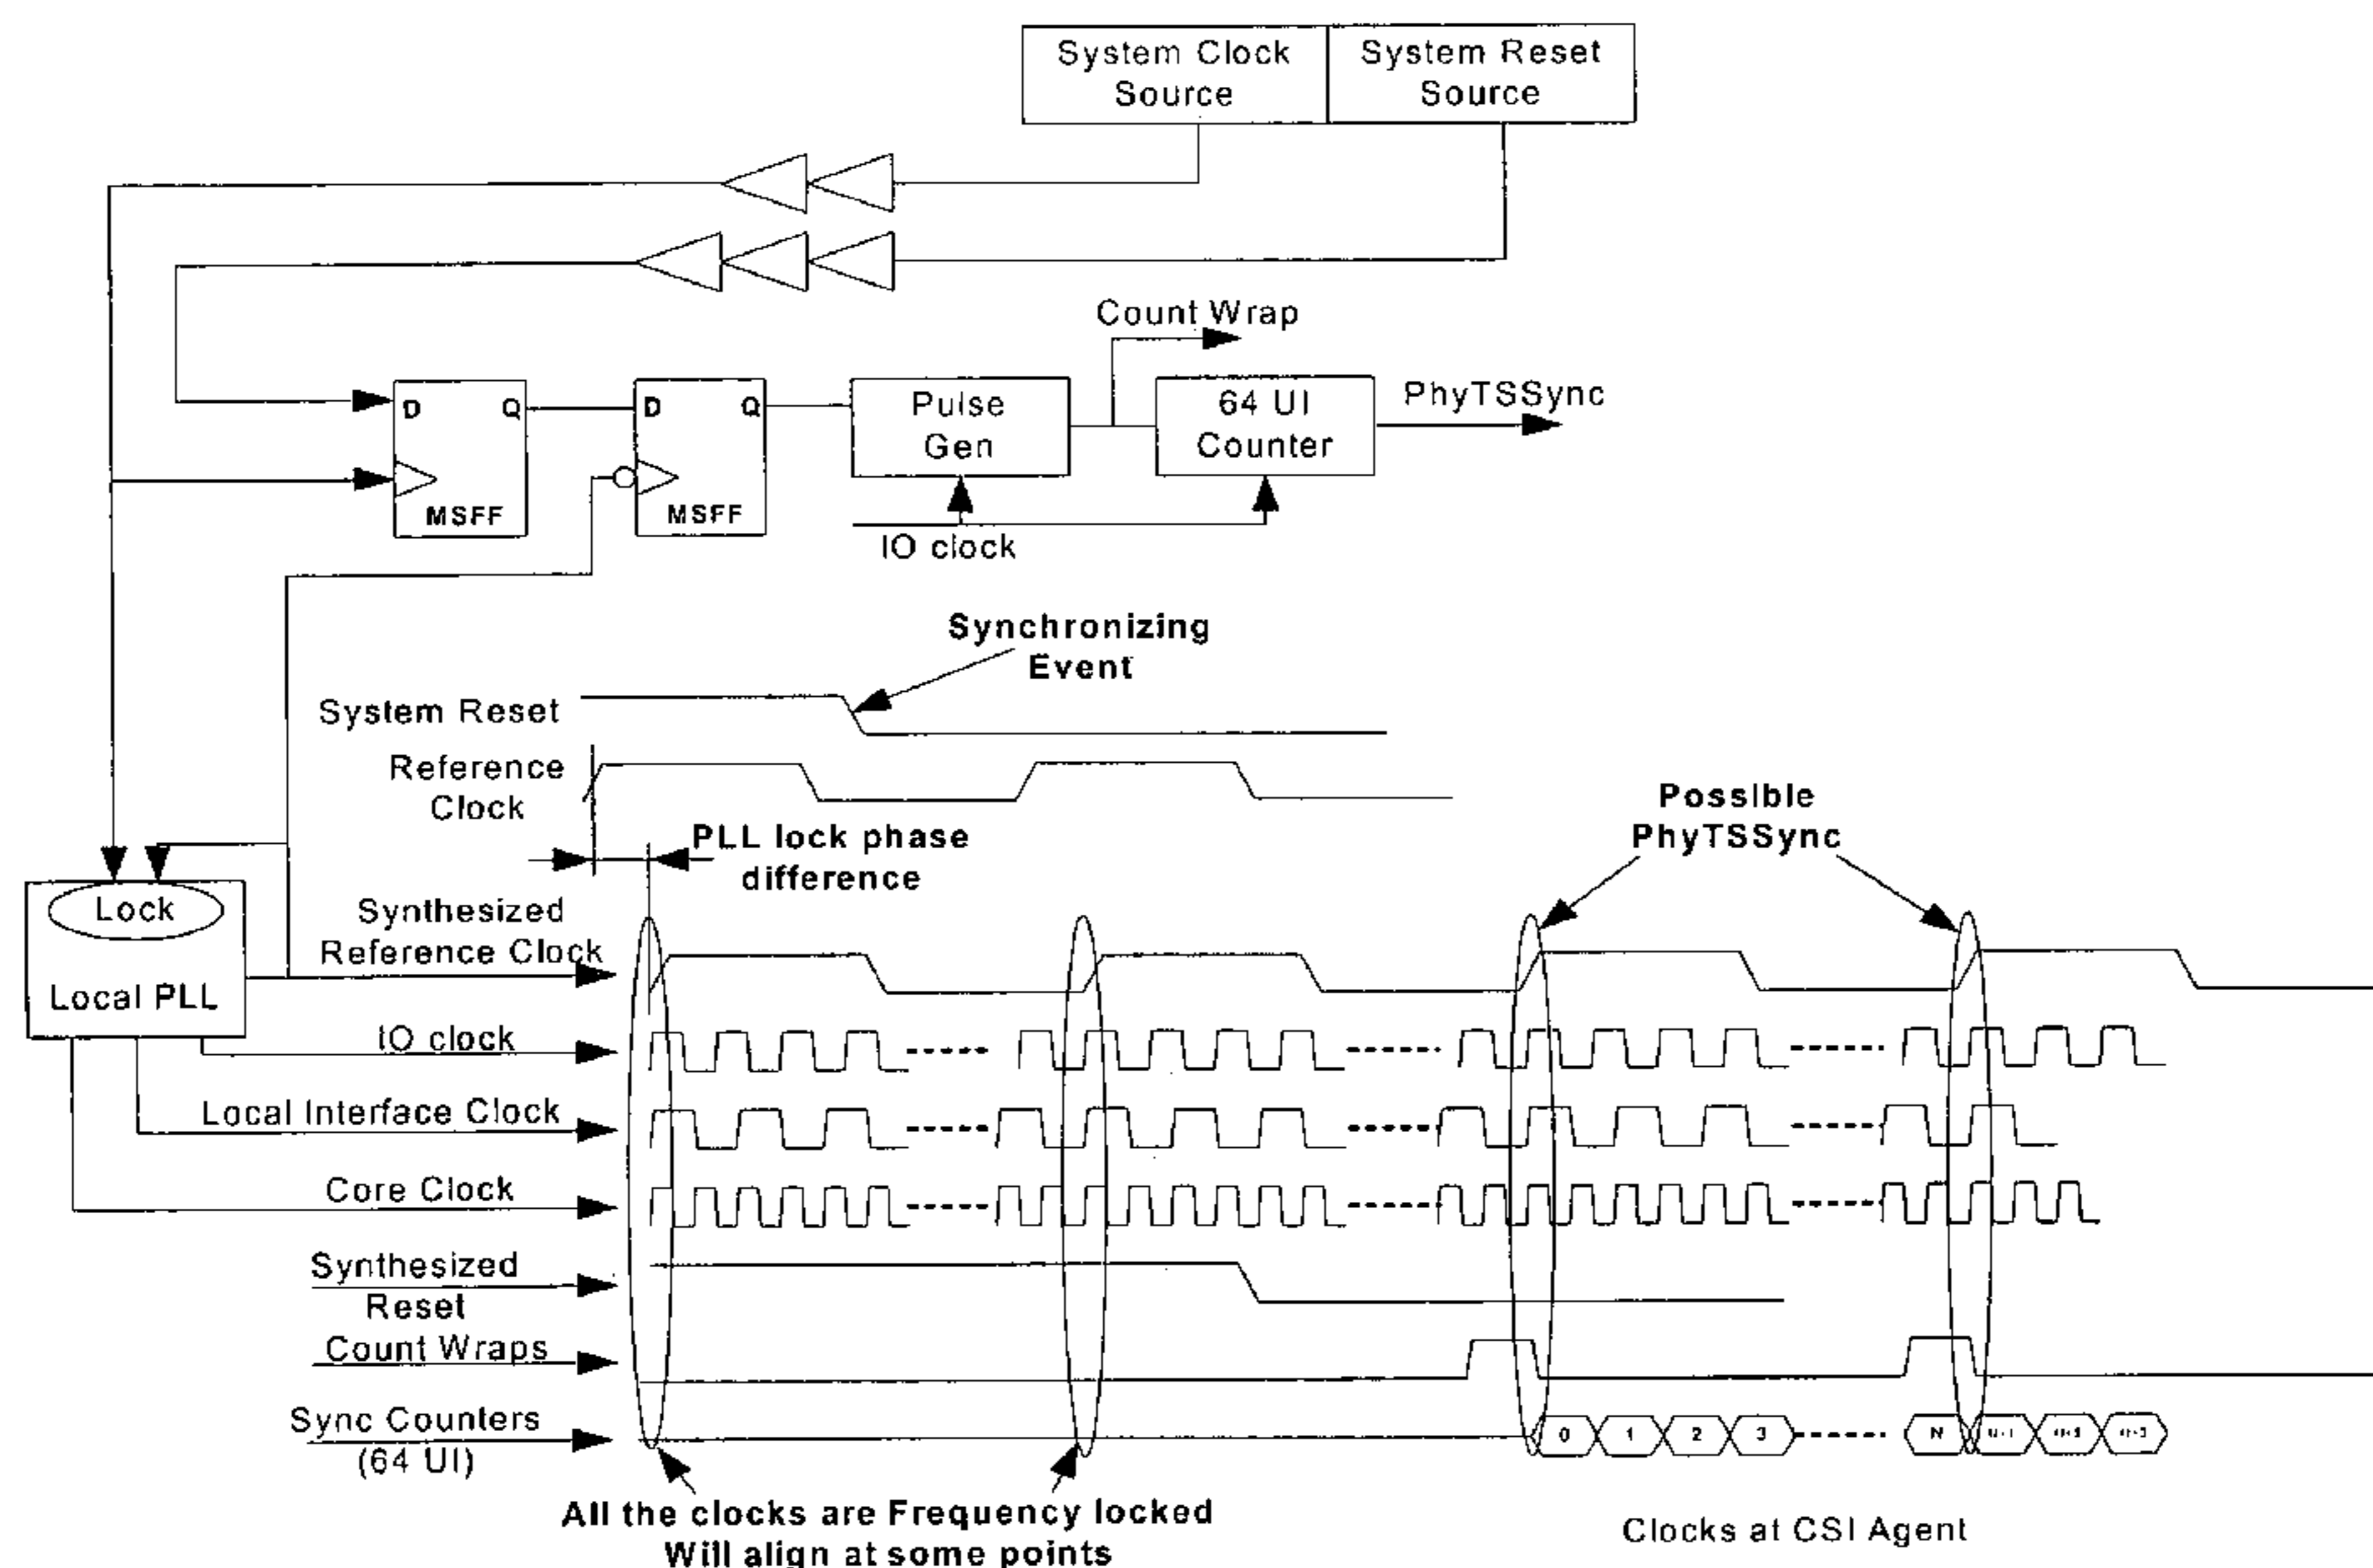 System Clock
Source
System Reset
Source
Count Wrap
D
Q
MSFF
D
Q
MSFF
Pulse
Gen
64 UI
Counter
PhyTSSync
IO clock
Synchronizing
Event
System Reset
Reference
Clock
PLL lock phase
difference
Possible
PhyTSSync
Lock
Local PLL
Synthesized
Reference Clock
IO clock
Local Interface Clock
Core Clock
Synthesized
Reset
Count Wraps
Sync Counters
(64 UI)
0
1
2
3
N
All the clocks are Frequency locked
Will align at some points
Clocks at CSI Agent